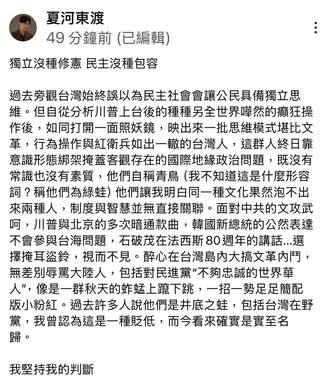 夏河東渡
49 分鐘前 (已編輯)
獨立沒種修憲 民主沒種包容
過去旁觀台灣始終誤以為民主社會會讓公民具備獨立思
維。但自從分析川普上台後的種種另全世界嘩然的癲狂操
作後，如同打開一面照妖鏡，映出來一批思維模式堪比文
革，行為操作與紅衛兵如出一轍的台灣人，這群人終日靠
意識形態綁架掩蓋客觀存在的國際地緣政治問題，既沒有
常識也沒有素質，他們自稱青鳥 (我不知道這是什麼形容
詞？稱他們為綠蛙) 他們讓我明白同一種文化果然泡不出
來兩種人，制度與智慧並無直接關聯。面對中共的文攻武
呵，川普與北京的多次暗通款曲，韓國新總統的公然表達
不會參與台海問題，石破茂在法西斯80週年的講話...選
擇掩耳盜鈴，視而不見。醉心在台灣島內大搞文革內鬥，
無差別辱罵大陸人，包括對民進黨“不夠忠誠的世界華
人”，像是一群秋天的蚱蜢上躥下跳，一招一勢足足簡配
版小粉紅。過去許多人說他們是井底之蛙，包括台灣在野
黨，我曾認為這是一種貶低，而今看來確實是實至名
歸。
我堅持我的判斷